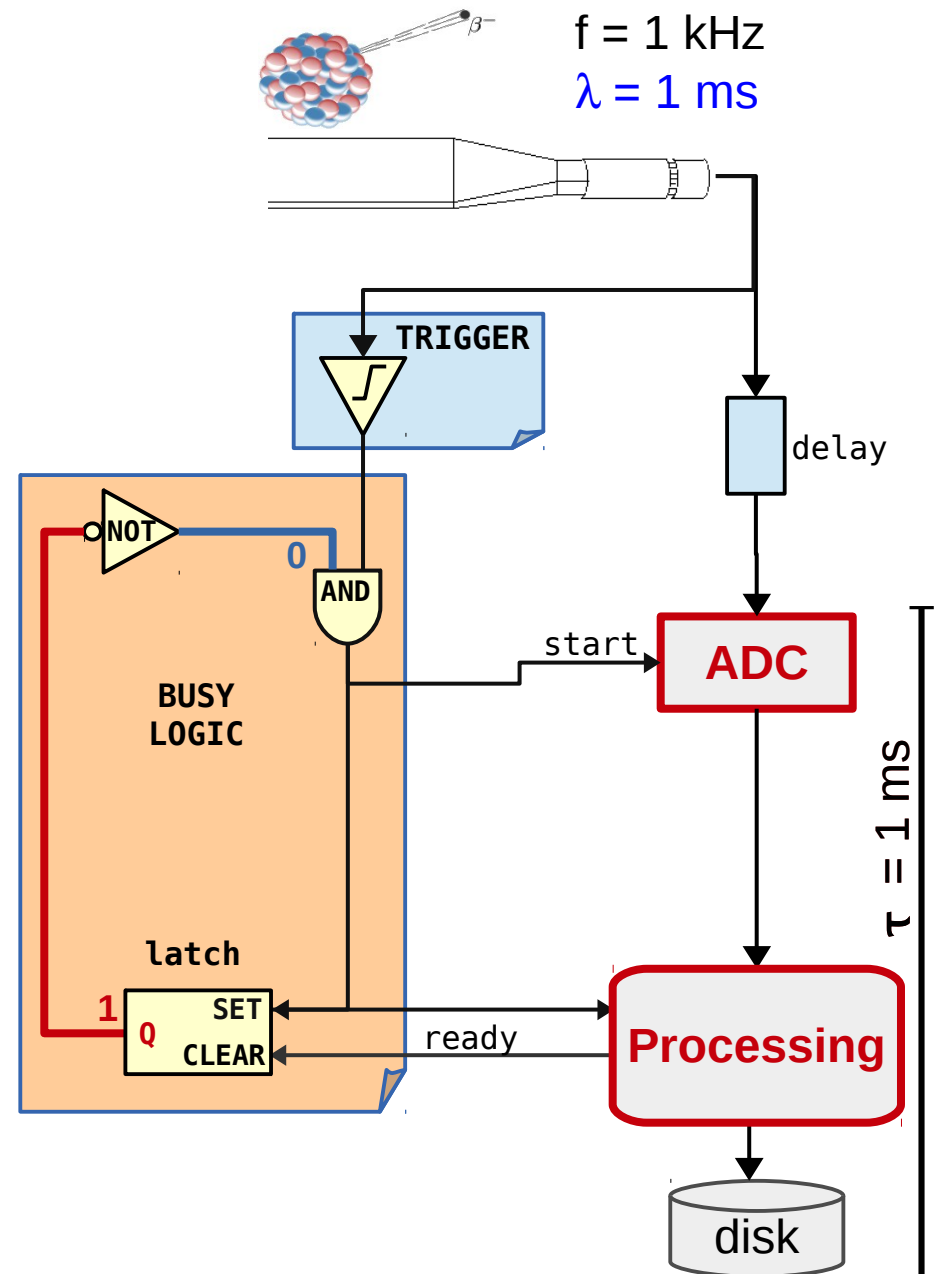 β⁻
f = 1 kHz
λ = 1 ms
TRIGGER
delay
NOT
0
AND
start
ADC
BUSY
LOGIC
τ = 1 ms
latch
1
Q
SET
CLEAR
ready
Processing
disk